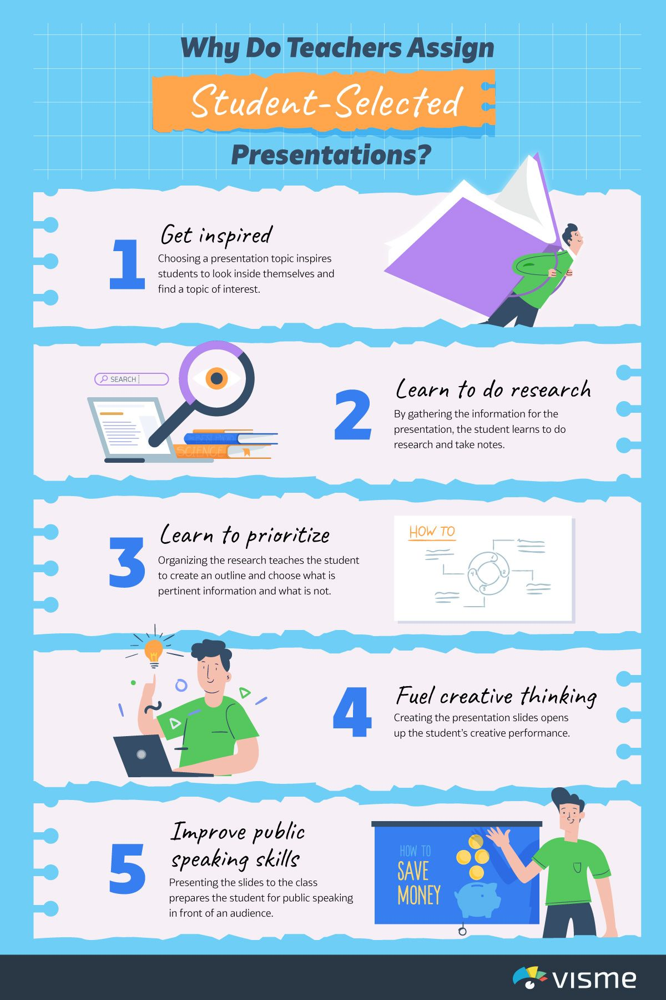 Why Do Teachers Assign
Student-Selected
Presentations?
1
Get inspired
Choosing a presentation topic inspires
students to look inside themselves and
find a topic of interest.
SEARCH
SCIENCE
2
Learn to do research
By gathering the information for the
presentation, the student learns to do
research and take notes.
3
Learn to prioritize
Organizing the research teaches the student
to create an outline and choose what is
pertinent information and what is not.
HOW TO
1
2
3
4
4
Fuel creative thinking
Creating the presentation slides opens
up the student's creative performance.
5
Improve public
speaking skills
Presenting the slides to the class
prepares the student for public speaking
in front of an audience.
HOW TO
SAVE
MONEY
visme